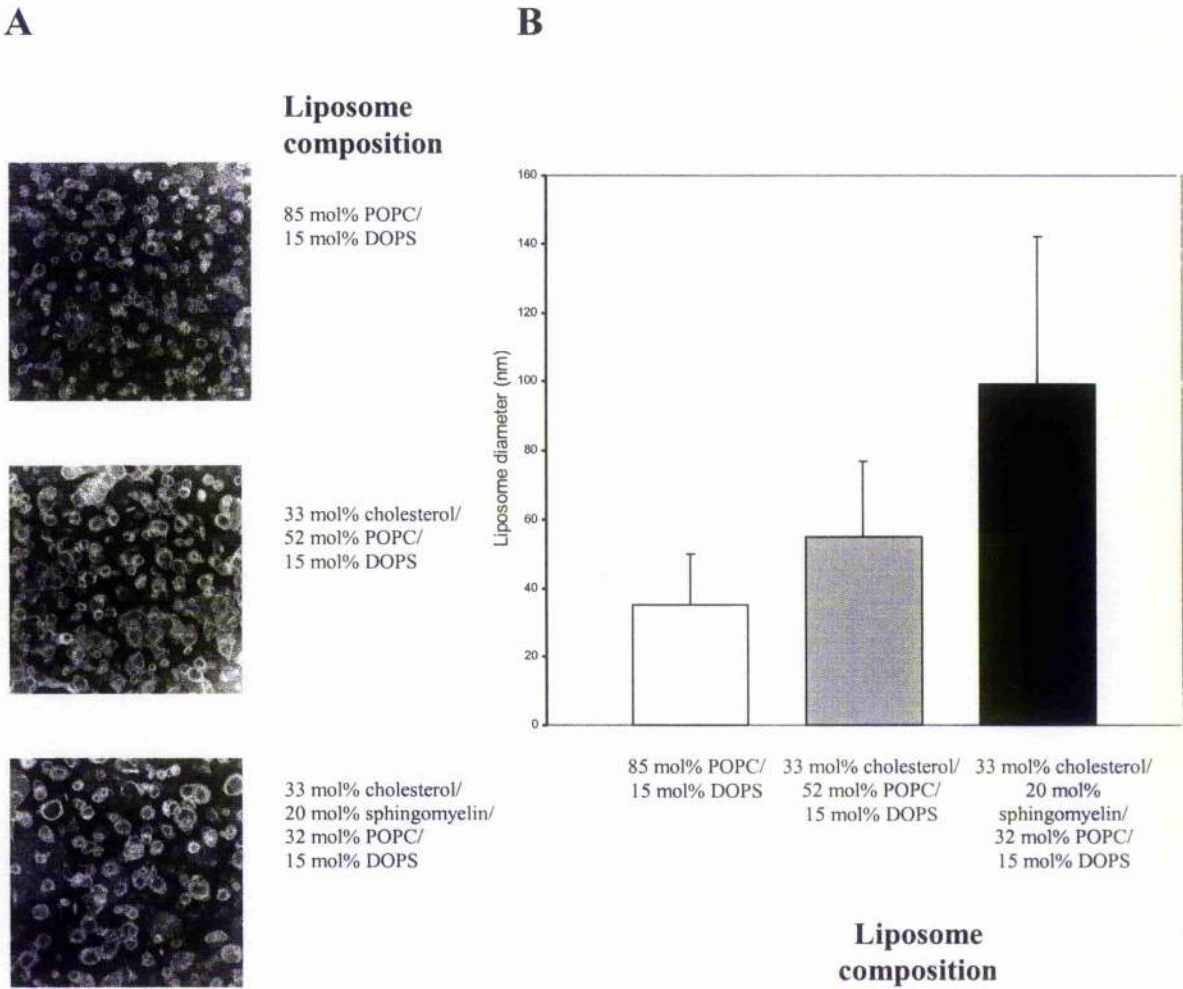 A
B
Liposome
composition
85 mol% POPC/
15 mol% DOPS
33 mol% cholesterol/
52 mol% POPC/
15 mol% DOPS
33 mol% cholesterol/
20 mol% sphingomyelin/
32 mol% POPC/
15 mol% DOPS
Liposome diameter (nm)
160
140
120
100
80
60
40
20
0
85 mol% POPC/
15 mol% DOPS
33 mol% cholesterol/
52 mol% POPC/
15 mol% DOPS
33 mol% cholesterol/
20 mol%
sphingomyelin/
32 mol% POPC/
15 mol% DOPS
Liposome
composition